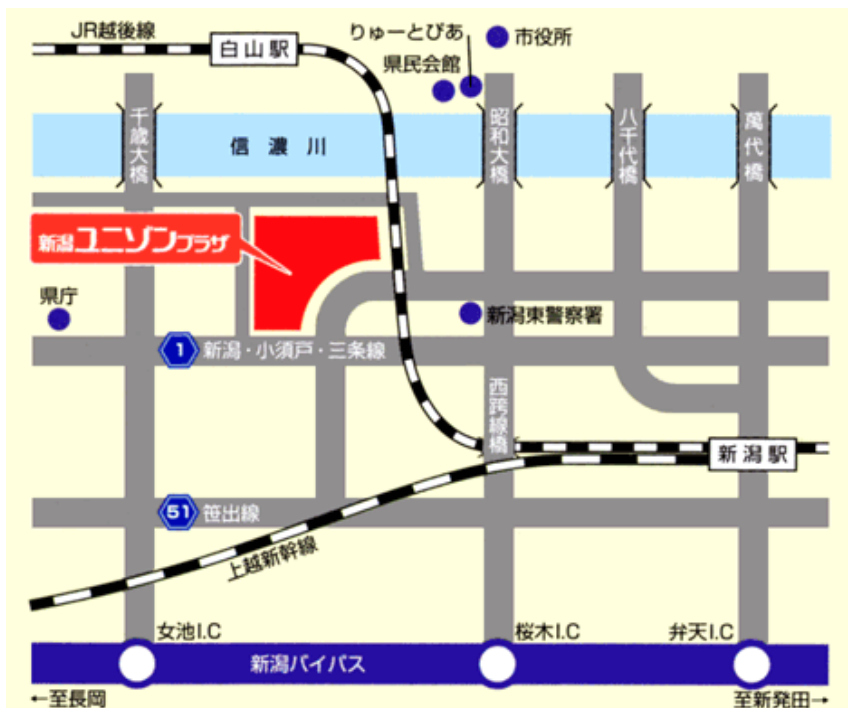 JR越後線
白山駅
りゅーとぴあ
県民会館
市役所
千歳大橋
信濃川
昭和大橋
八千代橋
萬代橋
新潟ユニゾンプラザ
県庁
新潟東警察署
1 新潟・小須戸・三条線
西跨線橋
新潟駅
51 笹出線
上越新幹線
女池I.C
桜木I.C
弁天I.C
新潟バイパス
←至長岡
至新発田→